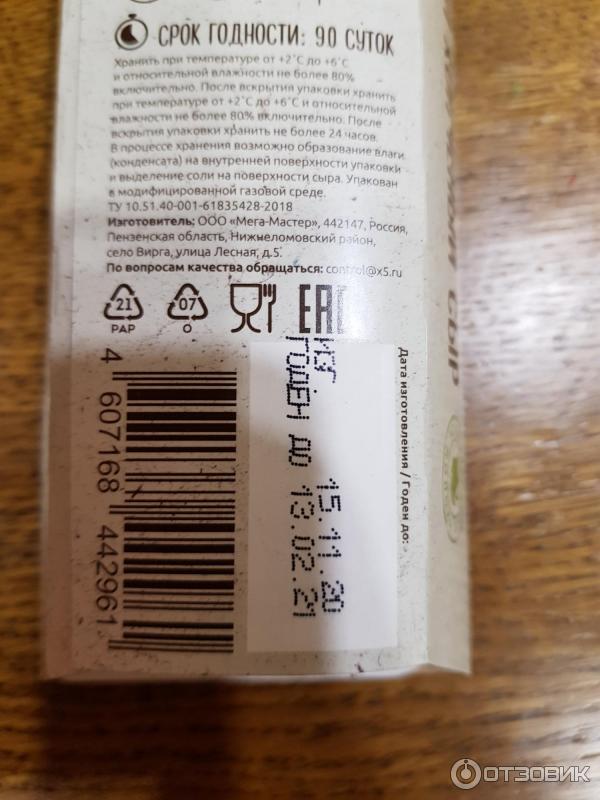 СРОК ГОДНОСТИ: 90 СУТОК
Хранить при температуре от +2˚С до +6˚С
и относительной влажности не более 80%
включительно. После вскрытия упаковки хранить
при температуре от +2˚С до +6˚С и относительной
влажности не более 80% включительно. После
вскрытия упаковки хранить не более 24 часов.
В процессе хранения возможно образование влаги
(конденсата) на внутренней поверхности упаковки
и выделение соли на поверхности сыра. Упакован
в модифицированной газовой среде.
ТУ 10.51.40-001-61835428-2018
Изготовитель: ООО «Мега-Мастер», 442147, Россия,
Пензенская область, Нижнеломовский район,
село Вирга, улица Лесная, д.5.
По вопросам качества обращаться: control@x5.ru
21
PAP
07
O
EAC
4 607168 442961
ИЗГ 15.11.20
ГОДЕН ДО 13.02.21
Дата изготовления / Годен до:
СЫР
ОТЗОВИК